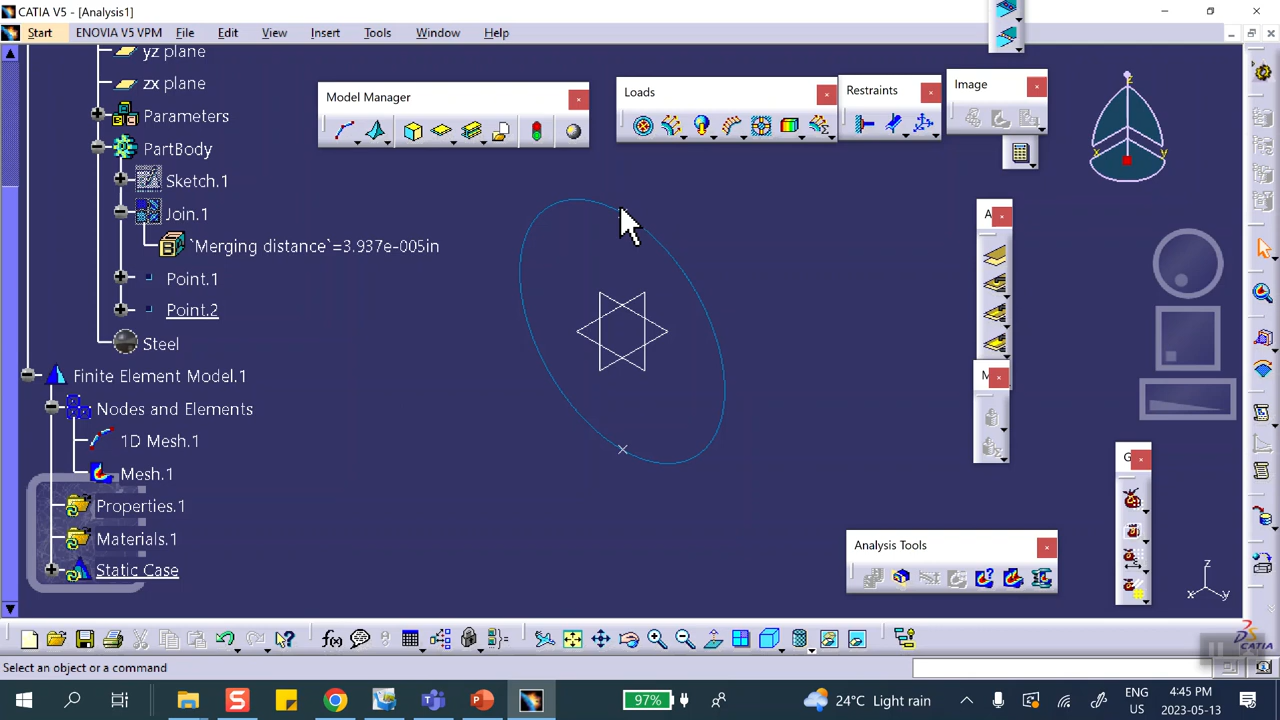 CATIA V5 - [Analysis1]
Start ENOVIA V5 VPM File Edit View Insert Tools Window Help
yz plane
zx plane
Parameters
PartBody
Sketch.1
Join.1
`Merging distance`=3.937e-005in
Point.1
Point.2
Steel
Finite Element Model.1
Nodes and Elements
1D Mesh.1
Mesh.1
Properties.1
Materials.1
Static Case
Model Manager
Loads
Restraints
Image
A
M
G
Analysis Tools
z
x
y
z
x y
f(x)
CATIA
Select an object or a command
97%
24°C Light rain
ENG
US
4:45 PM
2023-05-13